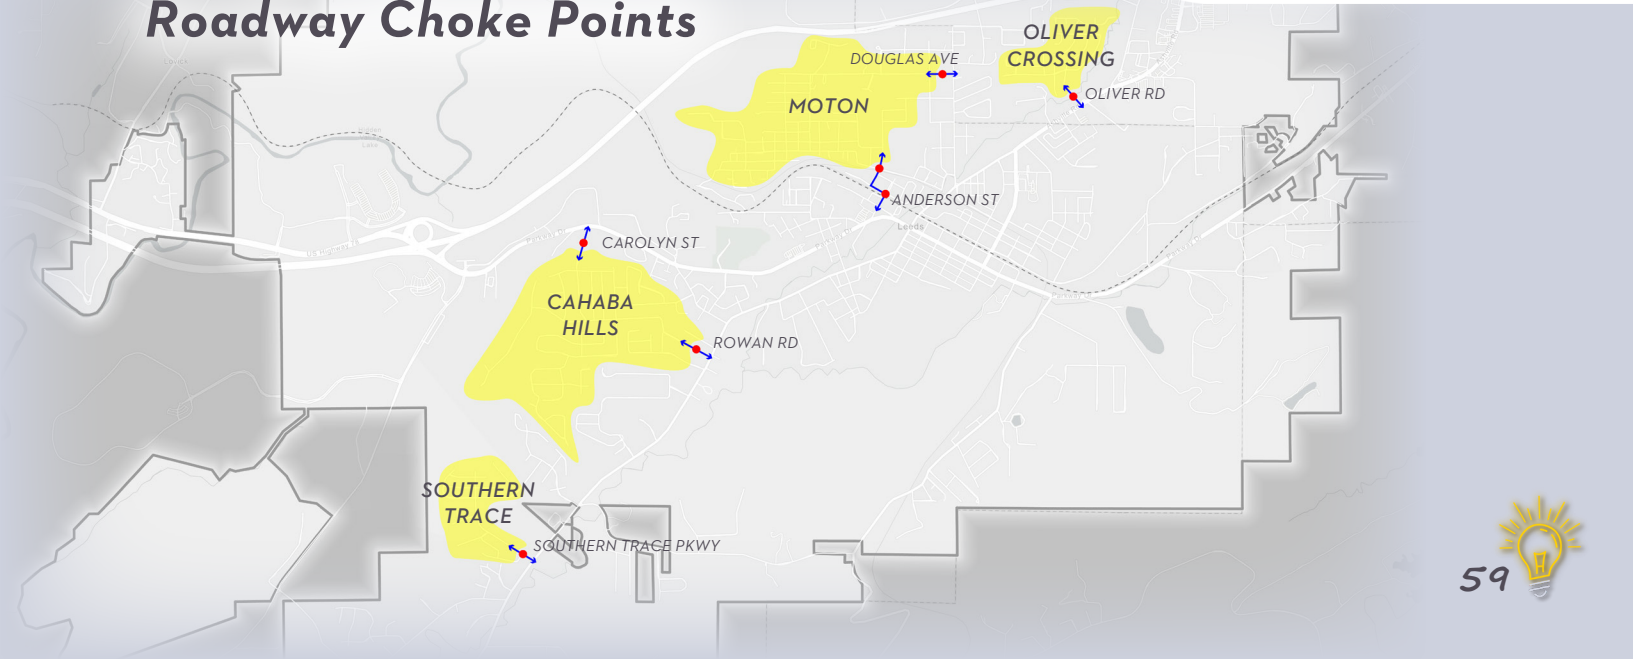 Roadway Choke Points
OLIVER
CROSSING
DOUGLAS AVE
MOTON
OLIVER RD
ANDERSON ST
Leeds
CAROLYN ST
CAHABA
HILLS
ROWAN RD
SOUTHERN
TRACE
SOUTHERN TRACE PKWY
59